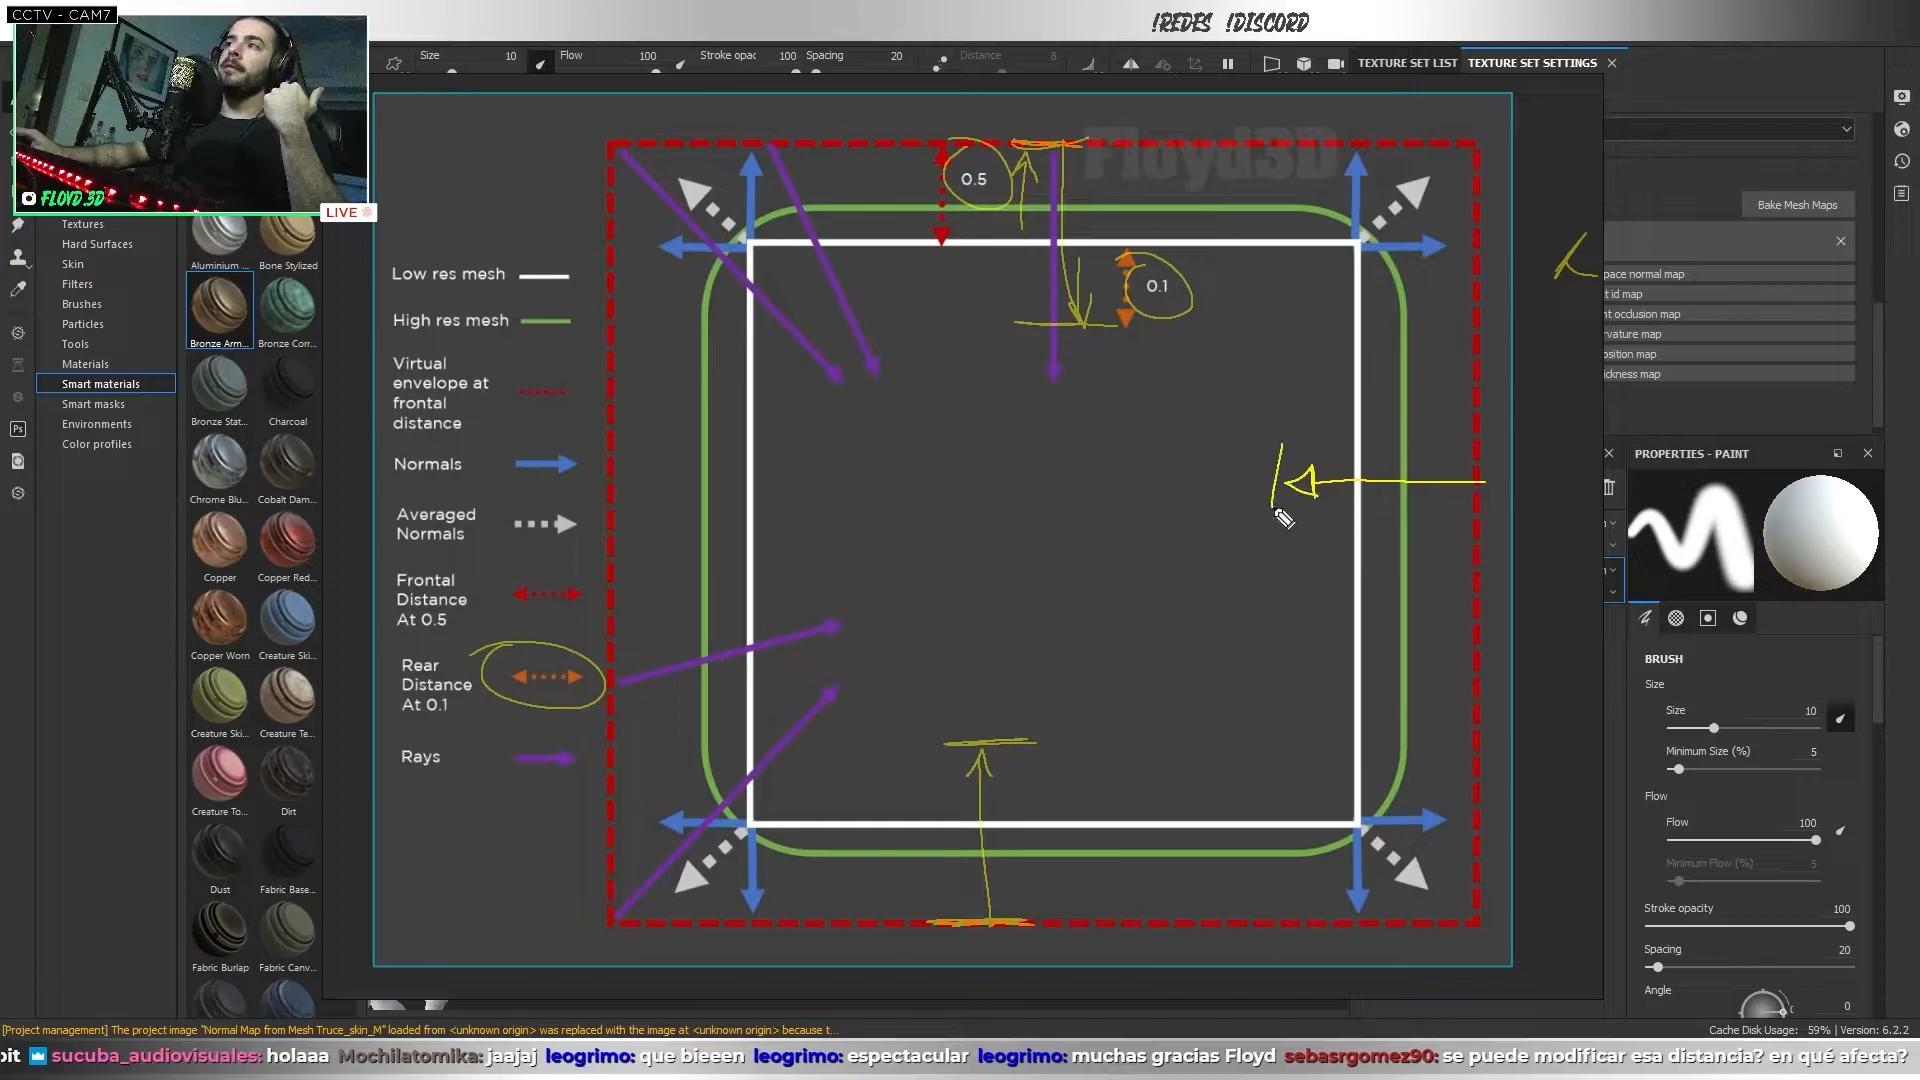 CCTV - CAM7
!REDES !DISCORD
FLOYD.3D
LIVE
Size 10
Flow 100
Stroke opac 100
Spacing 20
Distance 8
TEXTURE SET LIST
TEXTURE SET SETTINGS
Floyd3D
Textures
Hard Surfaces
Skin
Filters
Brushes
Particles
Tools
Materials
Smart materials
Smart masks
Environments
Color profiles
Ps
Aluminium ...
Bone Stylized
Bronze Arm...
Bronze Corr...
Bronze Stat...
Charcoal
Chrome Blu...
Cobalt Dam...
Copper
Copper Red...
Copper Worn
Creature Ski...
Creature Ski...
Creature Te...
Creature To...
Dirt
Dust
Fabric Base...
Fabric Burlap
Fabric Canv...
Low res mesh
High res mesh
Virtual
envelope at
frontal
distance
Normals
Averaged
Normals
Frontal
Distance
At 0.5
Rear
Distance
At 0.1
Rays
0.5
0.1
Bake Mesh Maps
pace normal map
t id map
nt occlusion map
rvature map
osition map
ickness map
PROPERTIES - PAINT
BRUSH
Size
Size 10
Minimum Size (%) 5
Flow
Flow 100
Minimum Flow (%) 5
Stroke opacity 100
Spacing 20
Angle 0
[Project management] The project image "Normal Map from Mesh Truce_skin_M" loaded from <unknown origin> was replaced with the image at <unknown origin> because t...
Cache Disk Usage: 59% | Version: 6.2.2
bit sucuba_audiovisuales: holaaa Mochilatomika: jaajaj leogrimo: que bieeen leogrimo: espectacular leogrimo: muchas gracias Floyd sebasrgomez90: se puede modificar esa distancia? en qué afecta?